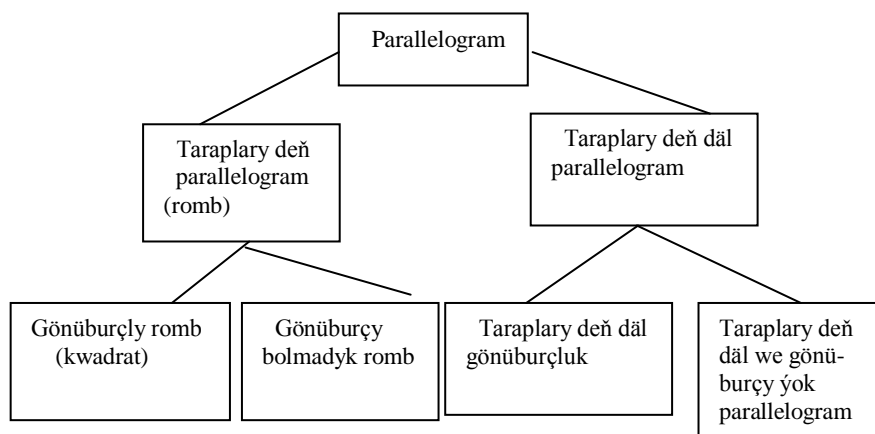 Parallelogram
Taraplary deň
parallelogram
(romb)
Taraplary deň däl
parallelogram
Gönüburçly romb
(kwadrat)
Gönüburçy
bolmadyk romb
Taraplary deň däl
gönüburçluk
Taraplary deň
däl we gönü-
burçy ýok
parallelogram